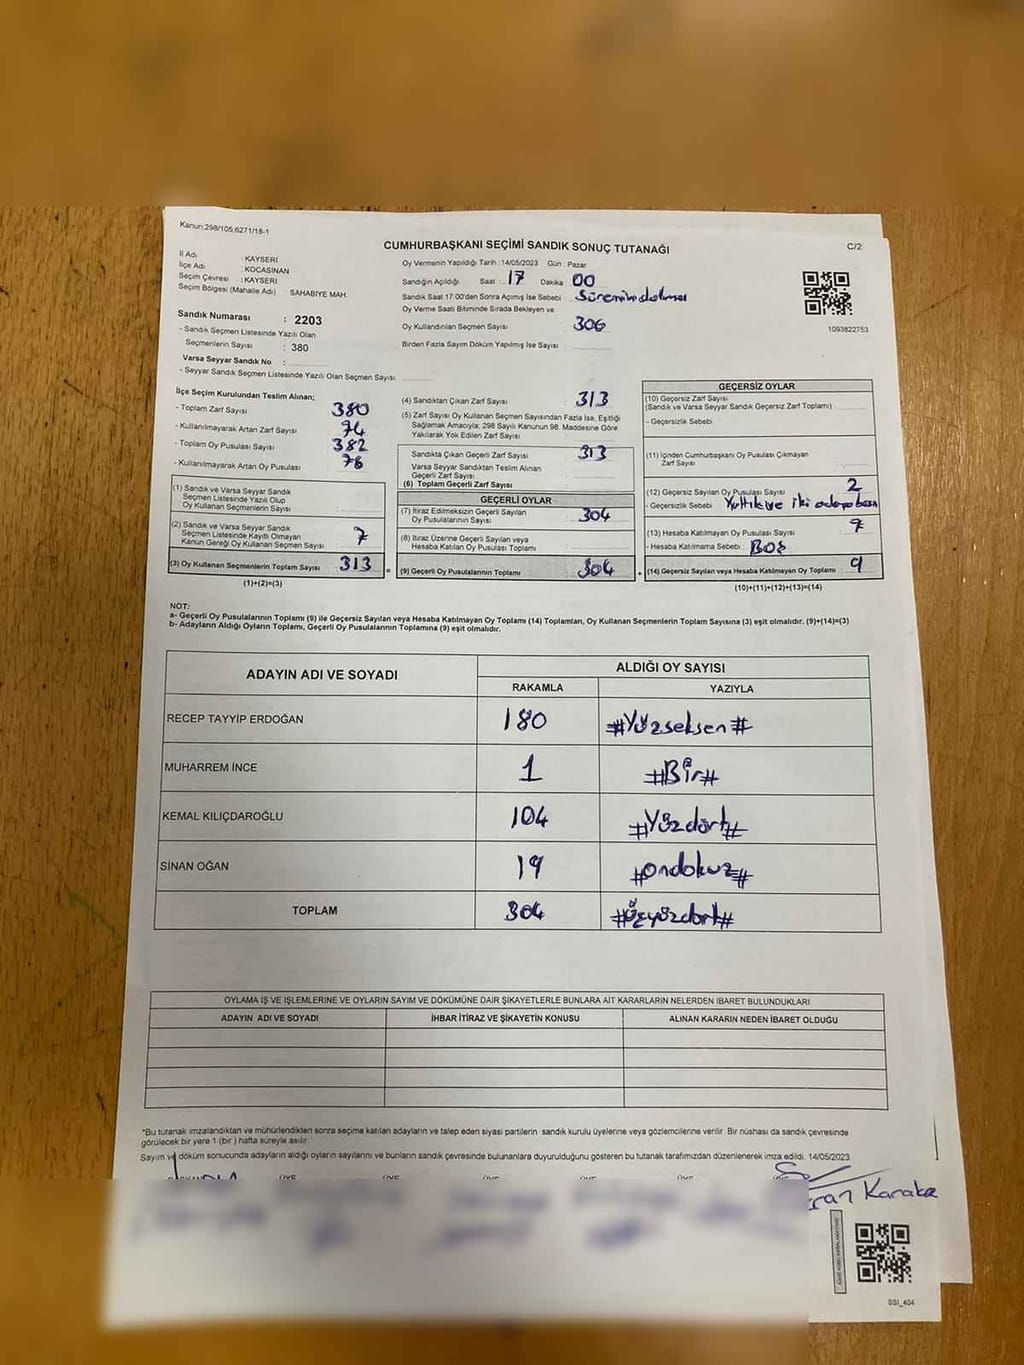 Kanun;298/105;6271/18-1
CUMHURBAŞKANI SEÇİMİ SANDIK SONUÇ TUTANAĞI
C/2
İl Adı : KAYSERİ
İlçe Adı : KOCASİNAN
Seçim Çevresi : KAYSERİ
Seçim Bölgesi (Mahalle Adı) : SAHABİYE MAH.
Sandık Numarası : 2203
- Sandık Seçmen Listesinde Yazılı Olan
Seçmenlerin Sayısı : 380
Varsa Seyyar Sandık No :
- Seyyar Sandık Seçmen Listesinde Yazılı Olan Seçmen Sayısı
Oy Vermenin Yapıldığı Tarih : 14/05/2023 Gün : Pazar
Sandığın Açıldığı Saat : 17 Dakika 00
Sandık Saat 17.00'den Sonra Açılmış İse Sebebi
Oy Verme Saati Bitiminde Sırada Bekleyen ve
Oy Kullandırılan Seçmen Sayısı 306
Birden Fazla Sayım Döküm Yapılmış İse Sayısı
1093822753
İlçe Seçim Kurulundan Teslim Alınan;
- Toplam Zarf Sayısı 380
- Kullanılmayarak Artan Zarf Sayısı 74
- Toplam Oy Pusulası Sayısı 382
- Kullanılmayarak Artan Oy Pusulası 76
(1) Sandık ve Varsa Seyyar Sandık
Seçmen Listesinde Yazılı Olup
Oy Kullanan Seçmenlerin Sayısı
(2) Sandık ve Varsa Seyyar Sandık
Seçmen Listesinde Kayıtlı Olmayan
Kanun Gereği Oy Kullanan Seçmen Sayısı 7
(3) Oy Kullanan Seçmenlerin Toplam Sayısı 313
(1)+(2)=(3)
(4) Sandıktan Çıkan Zarf Sayısı 313
(5) Zarf Sayısı Oy Kullanan Seçmen Sayısından Fazla İse, Eşitliği
Sağlamak Amacıyla; 298 Sayılı Kanunun 98. Maddesine Göre
Yakılarak Yok Edilen Zarf Sayısı
Sandıkta Çıkan Geçerli Zarf Sayısı 313
Varsa Seyyar Sandıktan Teslim Alınan
Geçerli Zarf Sayısı
(6) Toplam Geçerli Zarf Sayısı
GEÇERLİ OYLAR
(7) İtiraz Edilmeksizin Geçerli Sayılan
Oy Pusulalarının Sayısı 304
(8) İtiraz Üzerine Geçerli Sayılan veya
Hesaba Katılan Oy Pusulası Toplamı
(9) Geçerli Oy Pusulalarının Toplamı 304
GEÇERSİZ OYLAR
(10) Geçersiz Zarf Sayısı
(Sandık ve Varsa Seyyar Sandık Geçersiz Zarf Toplamı)
- Geçersizlik Sebebi
(11) İçinden Cumhurbaşkanı Oy Pusulası Çıkmayan
Zarf Sayısı
(12) Geçersiz Sayılan Oy Pusulası Sayısı 2
- Geçersizlik Sebebi
(13) Hesaba Katılmayan Oy Pusulası Sayısı 7
- Hesaba Katılmama Sebebi BOŞ
(14) Geçersiz Sayılan veya Hesaba Katılmayan Oy Toplamı 9
(10)+(11)+(12)+(13)=(14)
NOT:
a- Geçerli Oy Pusulalarının Toplamı (9) ile Geçersiz Sayılan veya Hesaba Katılmayan Oy Toplamı (14) Toplamları, Oy Kullanan Seçmenlerin Toplam Sayısına (3) eşit olmalıdır. (9)+(14)=(3)
b- Adayların Aldığı Oyların Toplamı, Geçerli Oy Pusulalarının Toplamına (9) eşit olmalıdır.
ADAYIN ADI VE SOYADI
ALDIĞI OY SAYISI
RAKAMLA YAZIYLA
RECEP TAYYİP ERDOĞAN 180 #Yüzseksen#
MUHARREM İNCE 1 #Bir#
KEMAL KILIÇDAROĞLU 104 #Yüzdört#
SİNAN OĞAN 19 #ondokuz#
TOPLAM 304 #üçyüzdört#
OYLAMA İŞ VE İŞLEMLERİNE VE OYLARIN SAYIM VE DÖKÜMÜNE DAİR ŞİKAYETLERLE BUNLARA AİT KARARLARIN NELERDEN İBARET BULUNDUKLARI
ADAYIN ADI VE SOYADI İHBAR İTİRAZ VE ŞİKAYETİN KONUSU ALINAN KARARIN NEDEN İBARET OLDUĞU
*Bu tutanak imzalandıktan ve mühürlendikten sonra seçime katılan adayların ve talep eden siyasi partilerin sandık kurulu üyelerine veya gözlemcilerine verilir. Bir nüshası da sandık çevresinde
görülecek bir yere 1 (bir) hafta süreyle asılır.
Sayım ve döküm sonucunda adayların aldığı oyların sayılarını ve bunların sandık çevresinde bulunanlara duyurulduğunu gösteren bu tutanak tarafımızdan düzenlenerek imza edildi. 14/05/2023
ÜYE ÜYE ÜYE ÜYE ÜYE
SSI_404